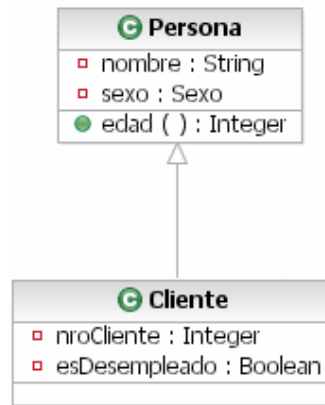 Persona
nombre : String
sexo : Sexo
edad ( ) : Integer
Cliente
nroCliente : Integer
esDesempleado : Boolean